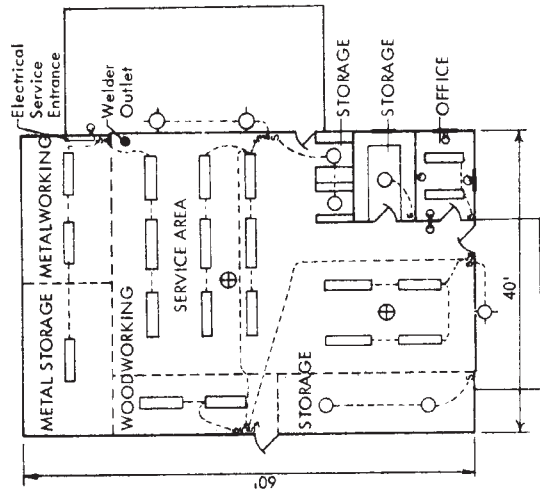 Electrical
Service
Entrance
Welder
Outlet
METAL STORAGE
METALWORKING
WOODWORKING
SERVICE AREA
STORAGE
STORAGE
STORAGE
OFFICE
40'
60'